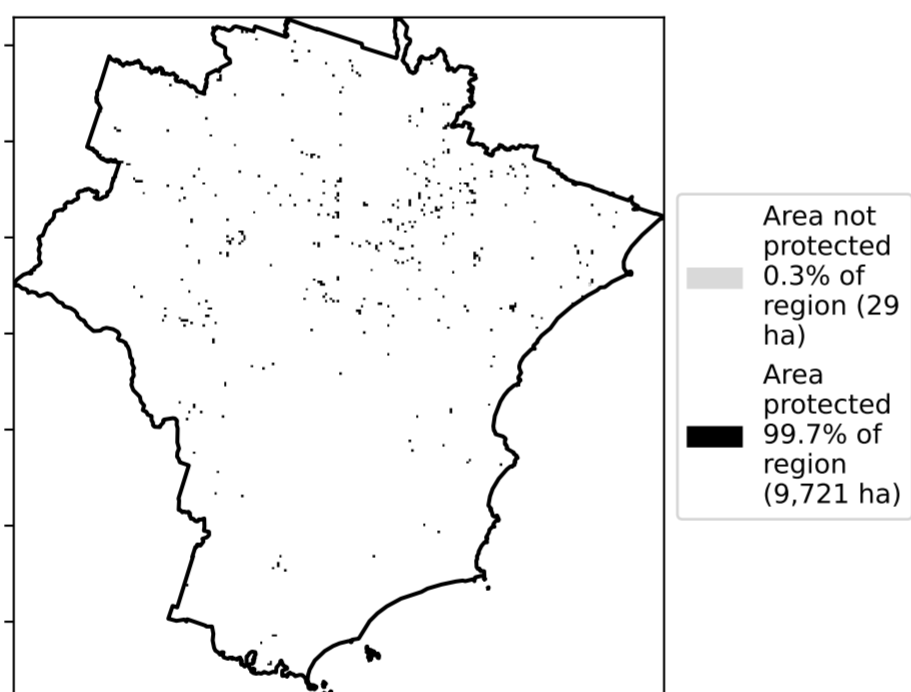 Area not
protected
0.3% of
region (29
ha)
Area
protected
99.7% of
region
(9,721 ha)